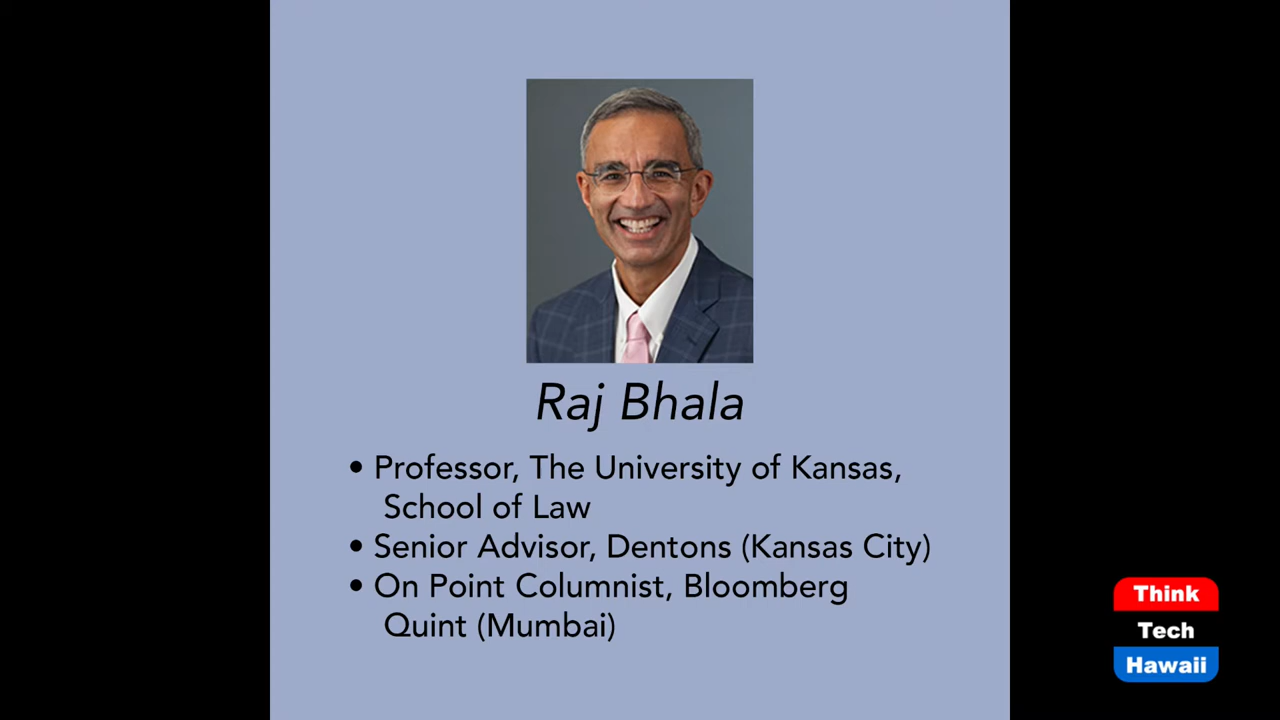 Raj Bhala
• Professor, The University of Kansas,
School of Law
• Senior Advisor, Dentons (Kansas City)
• On Point Columnist, Bloomberg
Quint (Mumbai)
Think
Tech
Hawaii